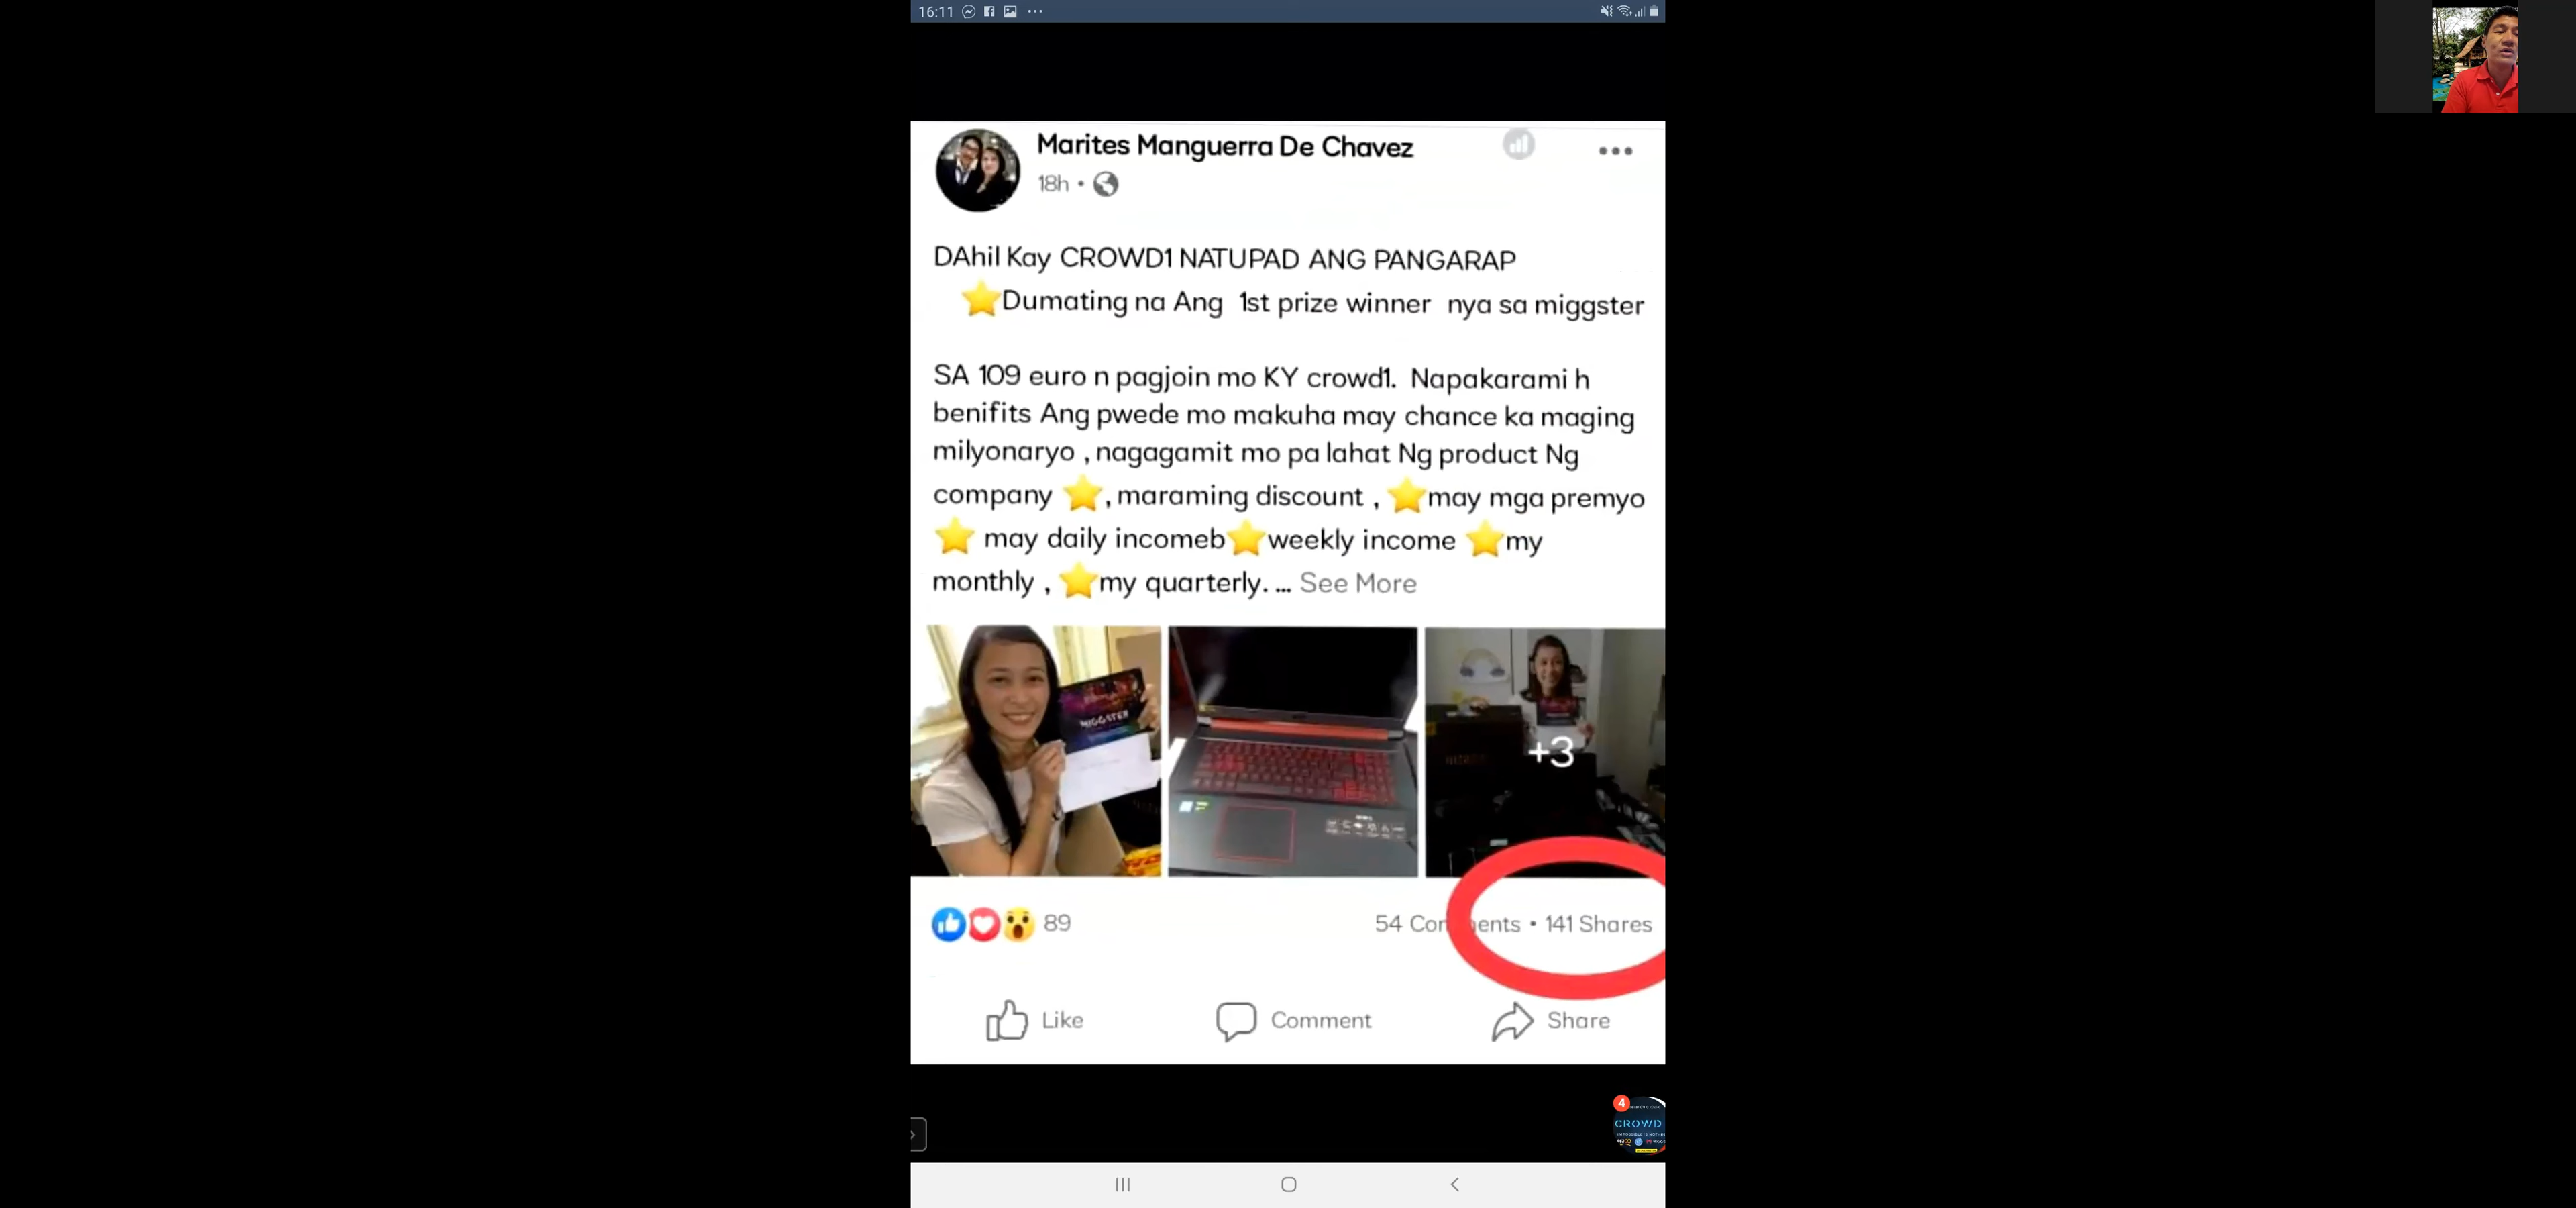 16:11
Marites Manguerra De Chavez
18h
DAhil Kay CROWD1 NATUPAD ANG PANGARAP
⭐Dumating na Ang 1st prize winner nya sa miggster
SA 109 euro n pagjoin mo KY crowd1. Napakarami h
benifits Ang pwede mo makuha may chance ka maging
milyonaryo , nagagamit mo pa lahat Ng product Ng
company ⭐, maraming discount , ⭐may mga premyo
⭐ may daily incomeb⭐weekly income ⭐my
monthly , ⭐my quarterly. ... See More
MIGGSTER
+3
89
54 Comments • 141 Shares
Like
Comment
Share
4
CROWD